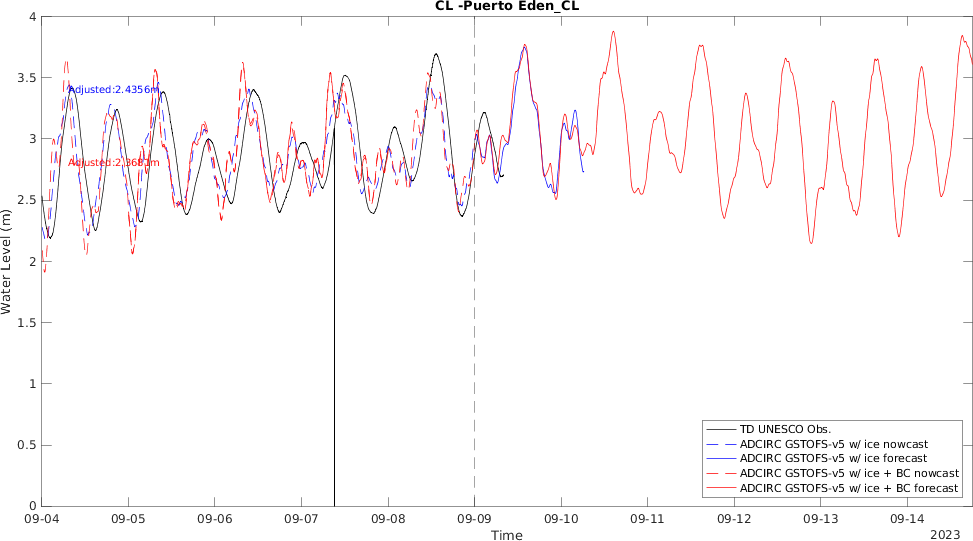 CL -Puerto Eden_CL
Water Level (m)
4
3.5
3
2.5
2
1.5
1
0.5
0
Adjusted:2.4356m
TD UNESCO Obs.
ADCIRC GSTOFS-v5 w/ ice nowcast
ADCIRC GSTOFS-v5 w/ ice forecast
ADCIRC GSTOFS-v5 w/ ice + BC nowcast
ADCIRC GSTOFS-v5 w/ ice + BC forecast
09-04 09-05 09-06 09-07 09-08 09-09 09-10 09-11 09-12 09-13 09-14
Time
2023